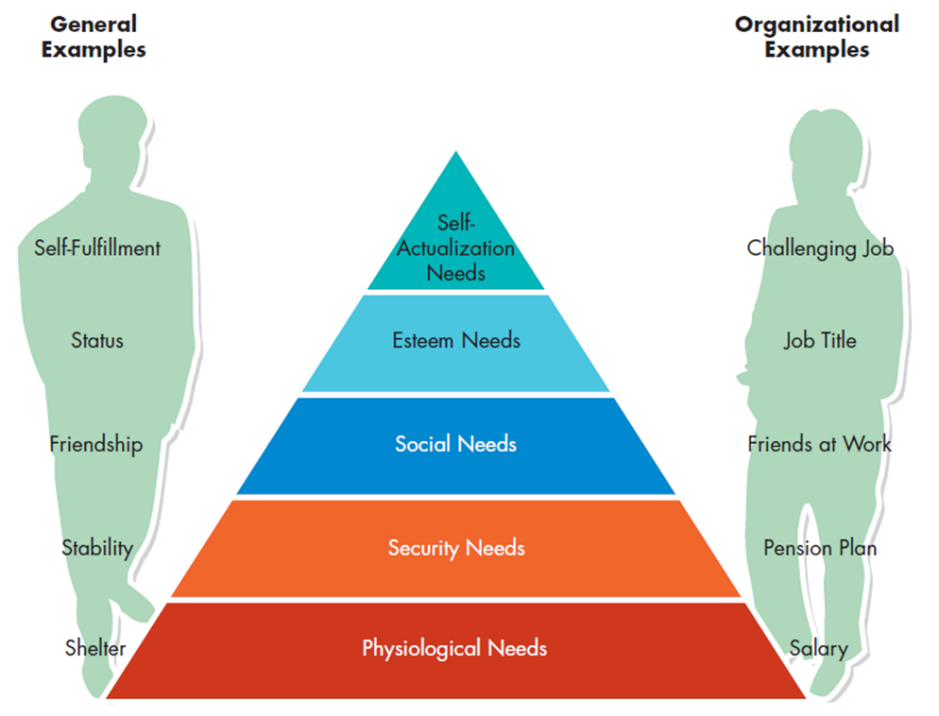 General
Examples
Organizational
Examples
Self-Fulfillment
Self-
Actualization
Needs
Challenging Job
Status
Esteem Needs
Job Title
Friendship
Social Needs
Friends at Work
Stability
Security Needs
Pension Plan
Shelter
Physiological Needs
Salary